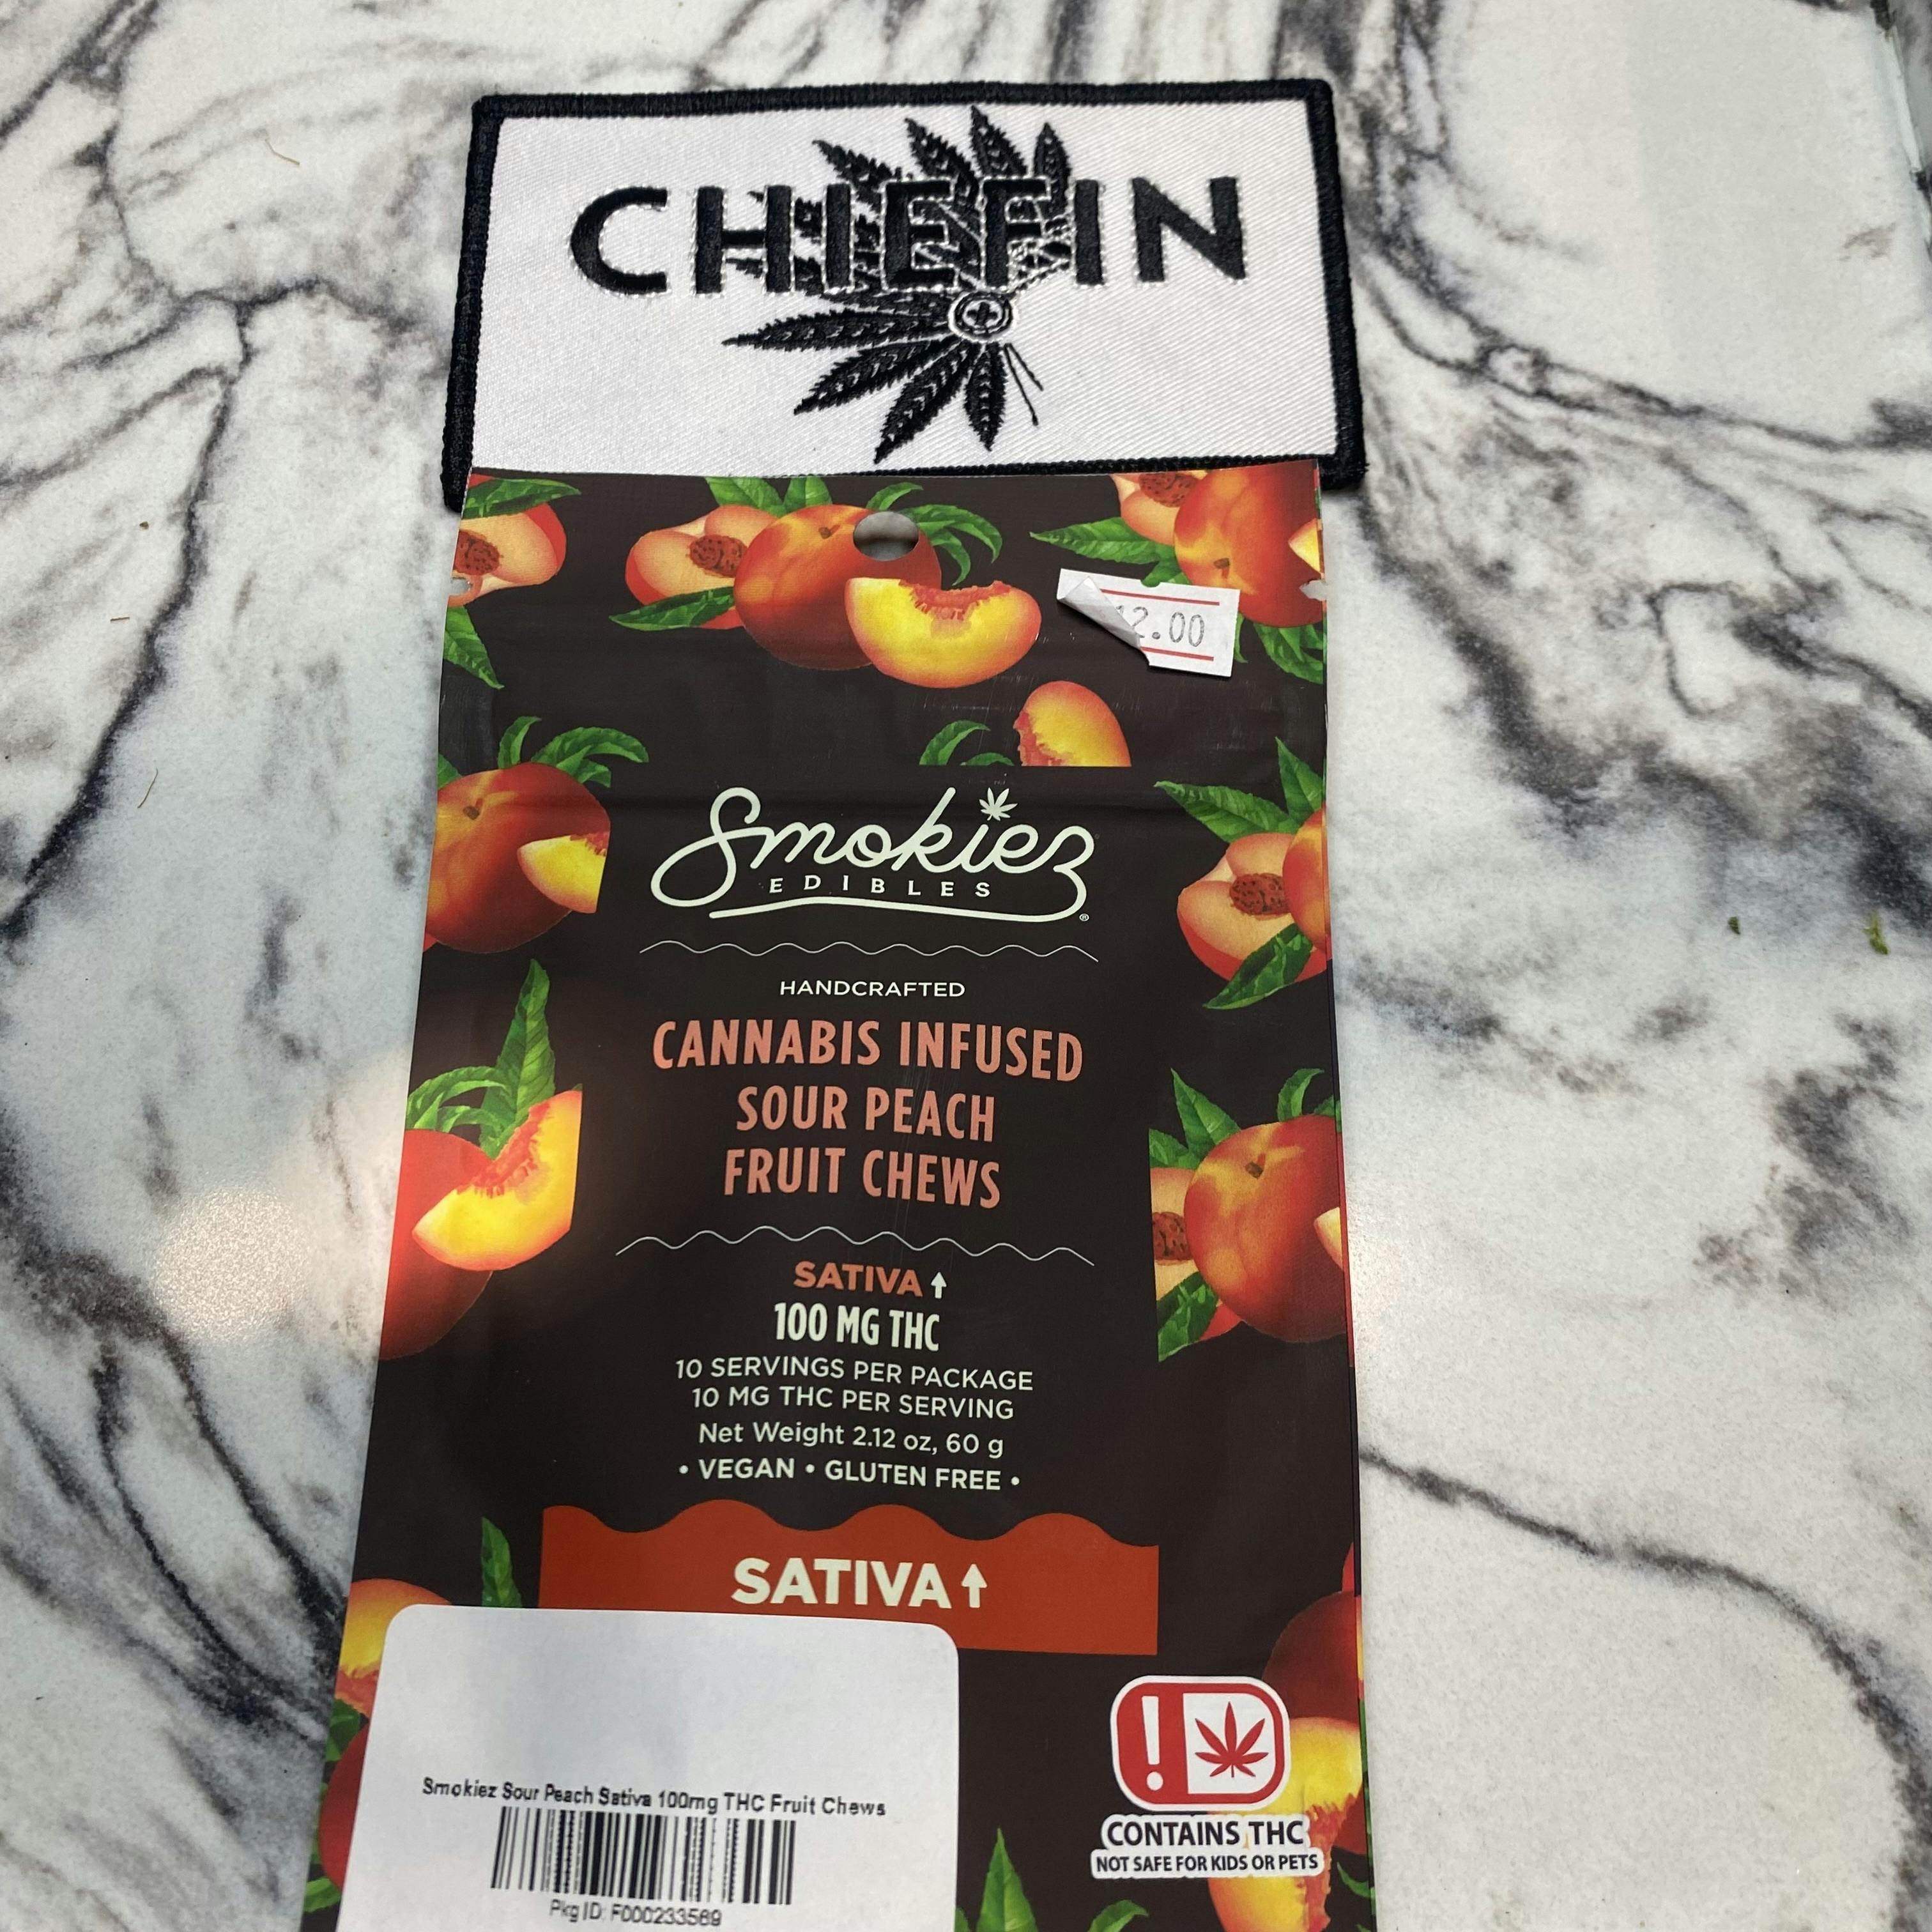 CHIEFIN
2.00
Smokiez
EDIBLES
®
HANDCRAFTED
CANNABIS INFUSED
SOUR PEACH
FRUIT CHEWS
SATIVA ↑
100 MG THC
10 SERVINGS PER PACKAGE
10 MG THC PER SERVING
Net Weight 2.12 oz, 60 g
• VEGAN • GLUTEN FREE •
SATIVA ↑
Smokiez Sour Peach Sativa 100mg THC Fruit Chews
Pkg ID: F000233569
!
CONTAINS THC
NOT SAFE FOR KIDS OR PETS